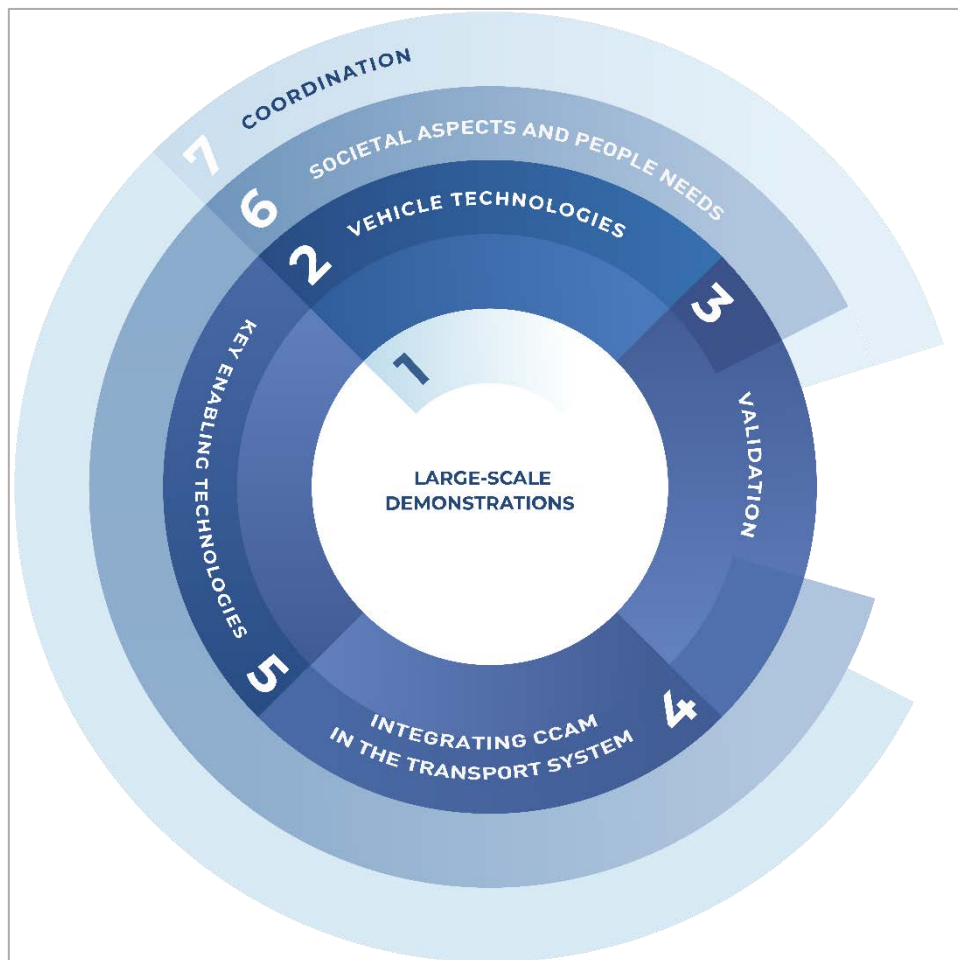 7 COORDINATION
6 SOCIETAL ASPECTS AND PEOPLE NEEDS
2 VEHICLE TECHNOLOGIES
3
VALIDATION
1
LARGE-SCALE
DEMONSTRATIONS
KEY ENABLING TECHNOLOGIES
5
4
INTEGRATING CCAM
IN THE TRANSPORT SYSTEM